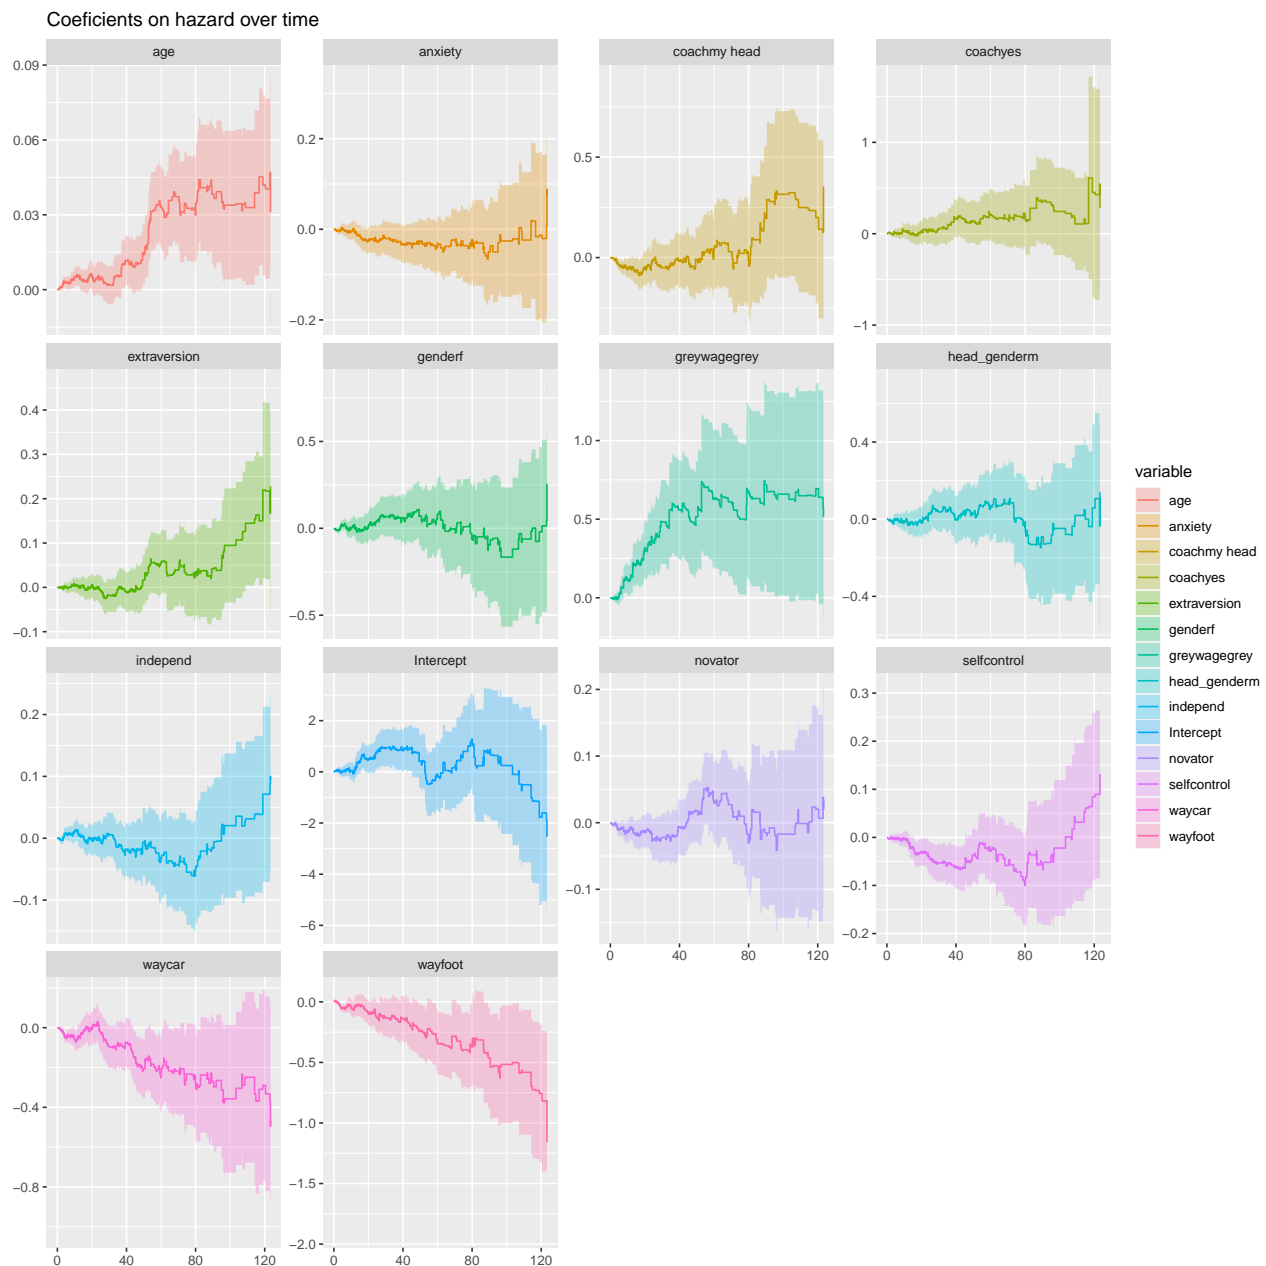 Coeficients on hazard over time
age anxiety coachmy head coachyes
0.09
0.06
0.03
0.00
0.2
0.0
−0.2
0.5
0.0
1
0
−1
extraversion genderf greywagegrey head_genderm
0.4
0.3
0.2
0.1
0.0
−0.1
0.5
0.0
−0.5
1.0
0.5
0.0
0.4
0.0
−0.4
independ Intercept novator selfcontrol
0.2
0.1
0.0
−0.1
2
0
−2
−4
−6
0.2
0.1
0.0
−0.1
0.3
0.2
0.1
0.0
−0.1
−0.2
0 40 80 120
0 40 80 120
waycar wayfoot
0.0
−0.4
−0.8
0.0
−0.5
−1.0
−1.5
−2.0
0 40 80 120
0 40 80 120
variable
age
anxiety
coachmy head
coachyes
extraversion
genderf
greywagegrey
head_genderm
independ
Intercept
novator
selfcontrol
waycar
wayfoot